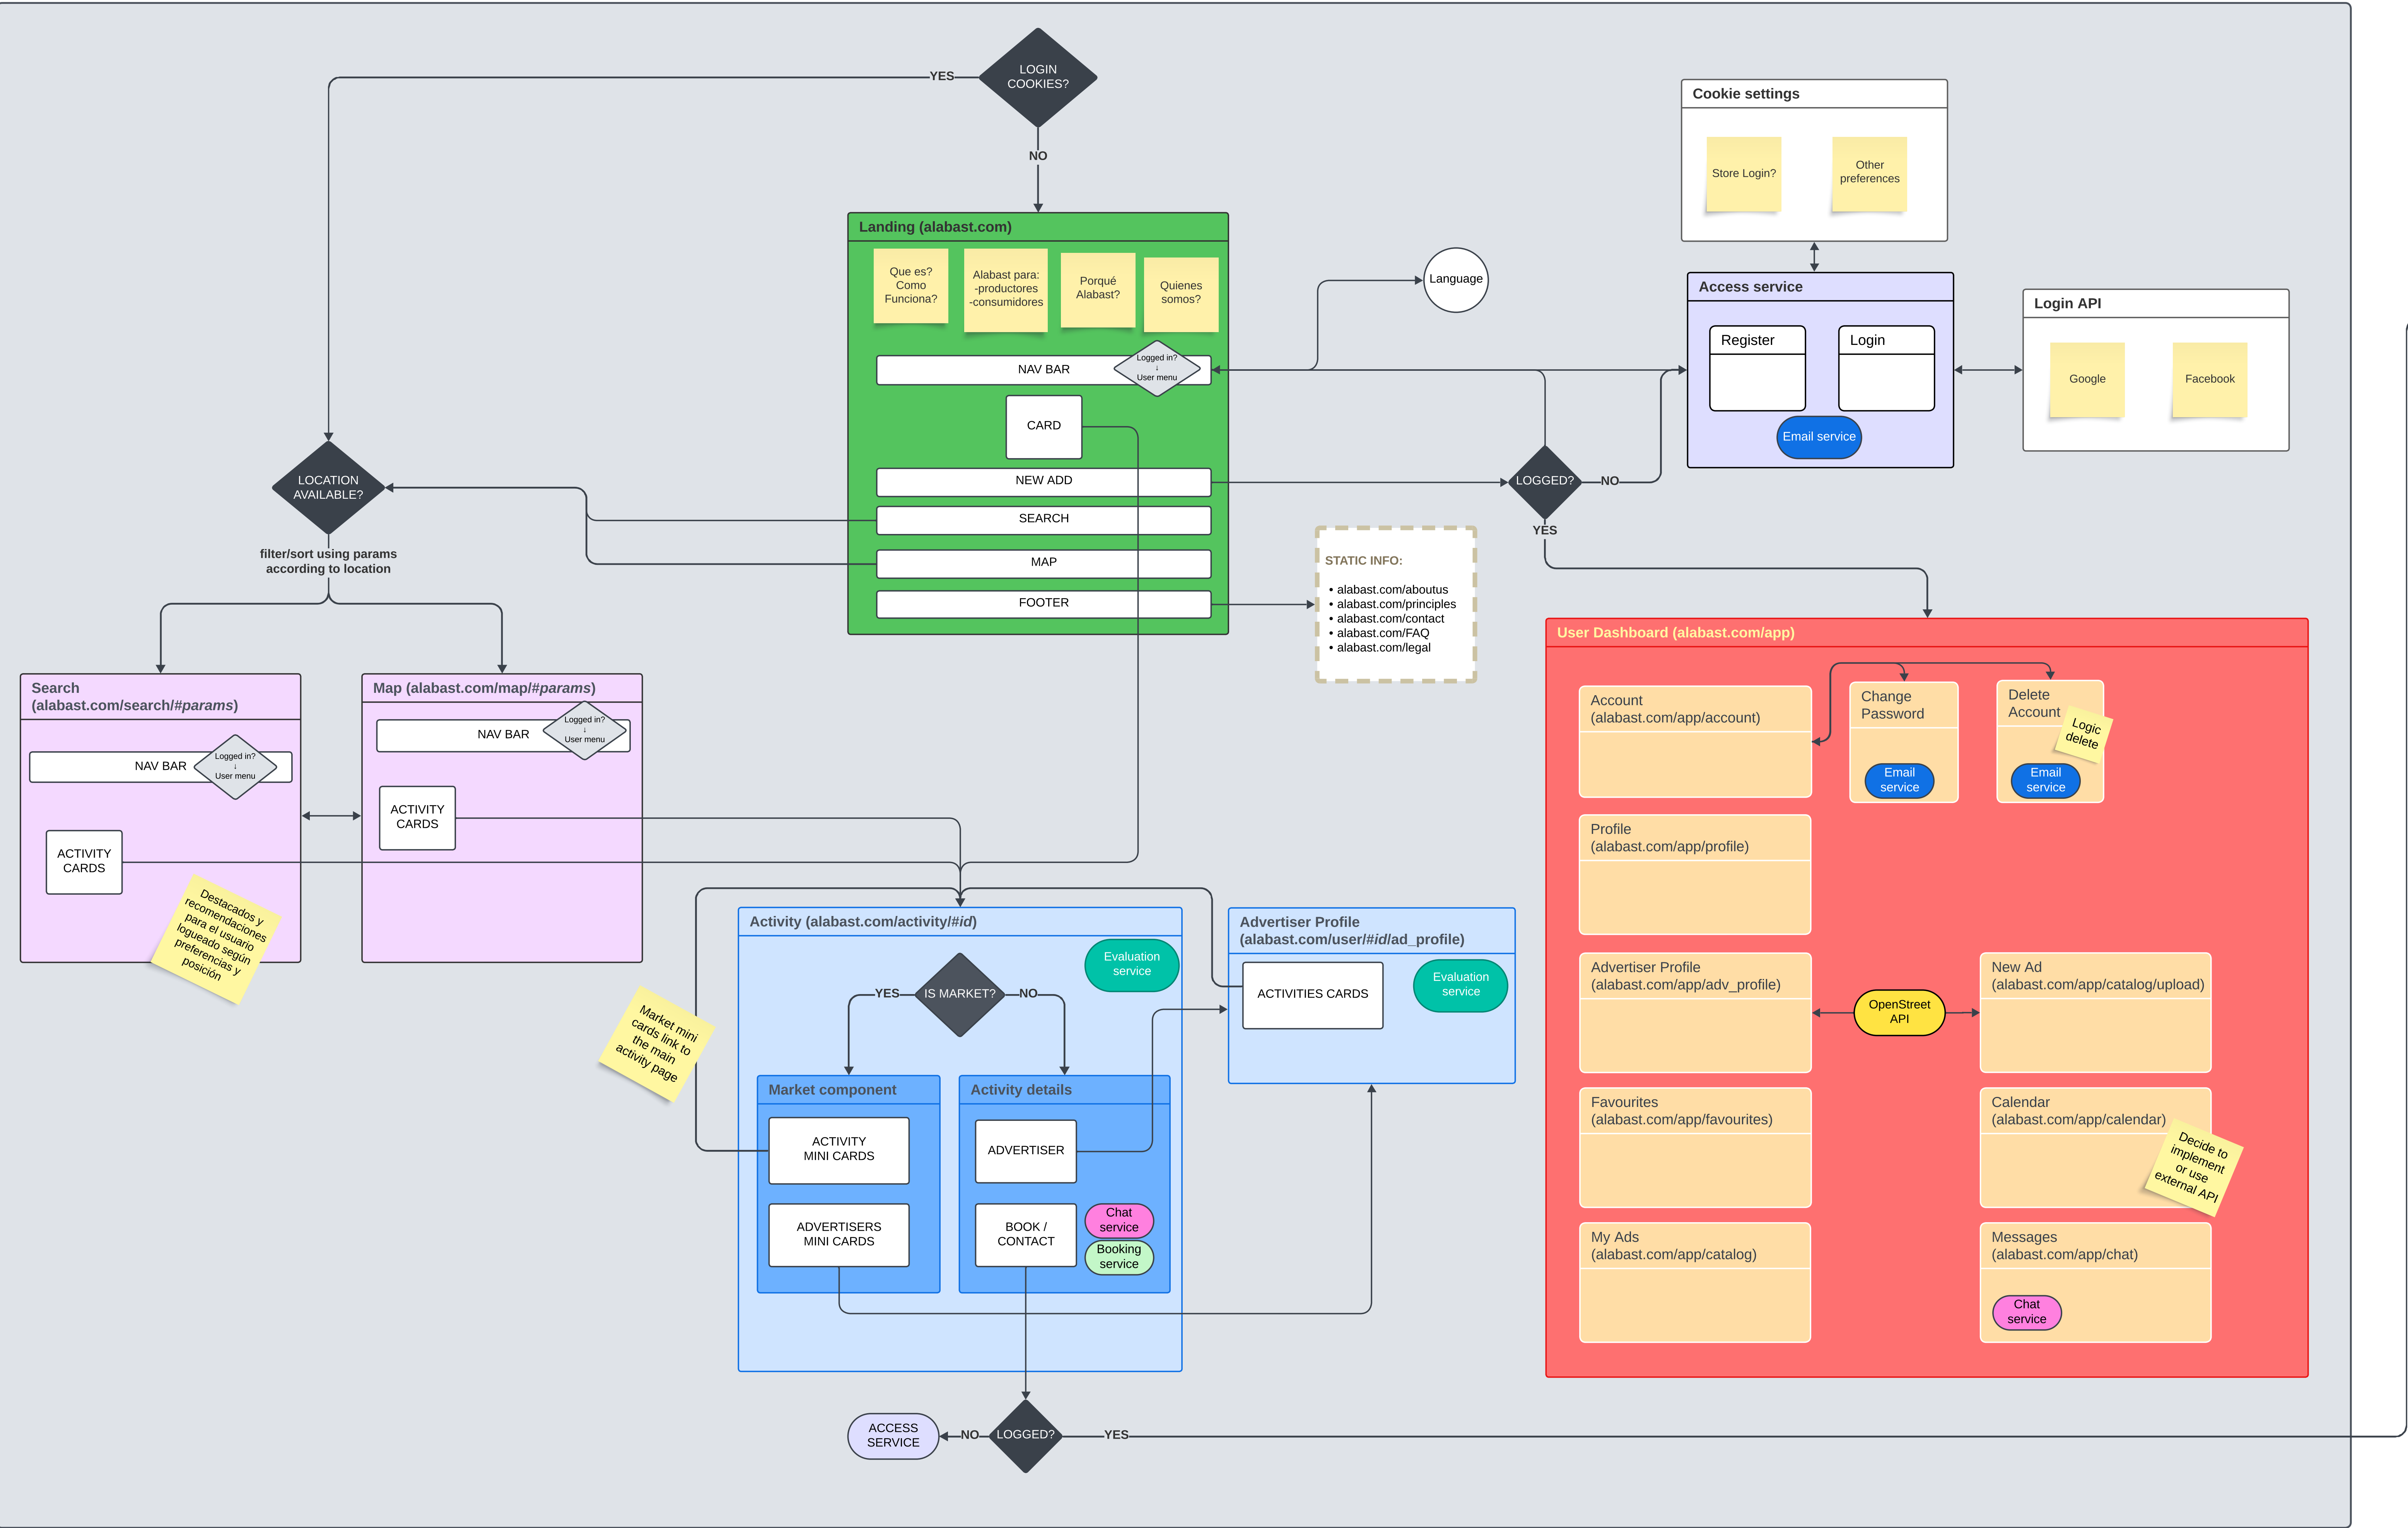 LOGIN
COOKIES?
YES
NO
Cookie settings
Store Login?
Other
preferences
Landing (alabast.com)
Que es?
Como
Funciona?
Alabast para:
-productores
-consumidores
Porqué
Alabast?
Quienes
somos?
NAV BAR
Logged in?
↓
User menu
CARD
NEW ADD
SEARCH
MAP
FOOTER
Language
Access service
Register
Login
Email service
Login API
Google
Facebook
LOGGED?
NO
YES
LOCATION
AVAILABLE?
filter/sort using params
according to location
STATIC INFO:
• alabast.com/aboutus
• alabast.com/principles
• alabast.com/contact
• alabast.com/FAQ
• alabast.com/legal
Search
(alabast.com/search/#params)
NAV BAR
Logged in?
↓
User menu
ACTIVITY
CARDS
Destacados y
recomendaciones
para el usuario
logueado según
preferencias y
posición
Map (alabast.com/map/#params)
NAV BAR
Logged in?
↓
User menu
ACTIVITY
CARDS
User Dashboard (alabast.com/app)
Account
(alabast.com/app/account)
Change
Password
Email
service
Delete
Account
Logic
delete
Email
service
Profile
(alabast.com/app/profile)
Advertiser Profile
(alabast.com/app/adv_profile)
OpenStreet
API
New Ad
(alabast.com/app/catalog/upload)
Favourites
(alabast.com/app/favourites)
Calendar
(alabast.com/app/calendar)
Decide to
implement
or use
external API
My Ads
(alabast.com/app/catalog)
Messages
(alabast.com/app/chat)
Chat
service
Activity (alabast.com/activity/#id)
Evaluation
service
IS MARKET?
YES
NO
Market mini
cards link to
the main
activity page
Market component
ACTIVITY
MINI CARDS
ADVERTISERS
MINI CARDS
Activity details
ADVERTISER
BOOK /
CONTACT
Chat
service
Booking
service
Advertiser Profile
(alabast.com/user/#id/ad_profile)
ACTIVITIES CARDS
Evaluation
service
ACCESS
SERVICE
NO
LOGGED?
YES